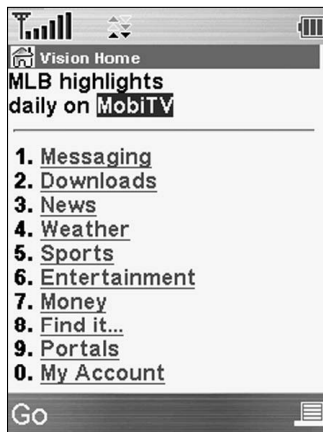 Vision Home
MLB highlights
daily on MobiTV
1. Messaging
2. Downloads
3. News
4. Weather
5. Sports
6. Entertainment
7. Money
8. Find it...
9. Portals
0. My Account
Go